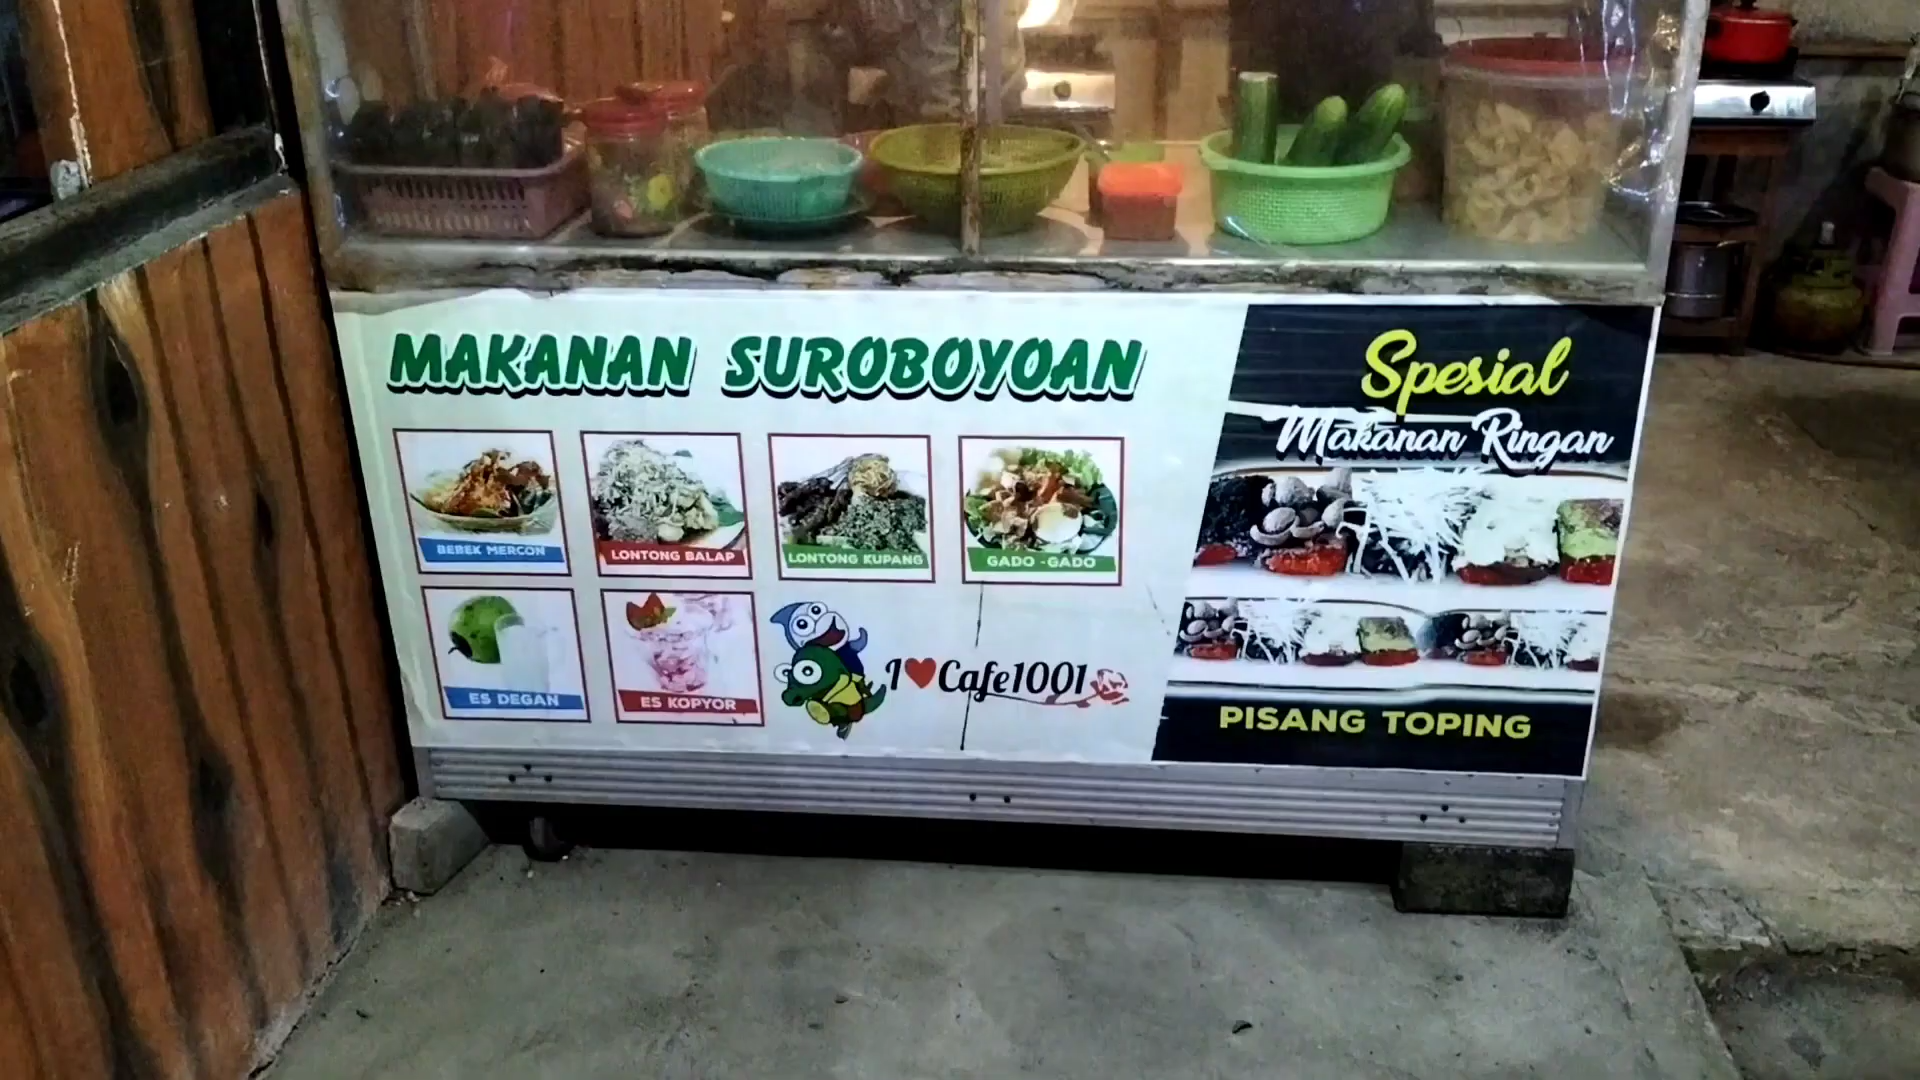 MAKANAN SUROBOYOAN
BEBEK MERCON
LONTONG BALAP
LONTONG KUPANG
GADO -GADO
ES DEGAN
ES KOPYOR
I❤Cafe1001
Spesial
Makanan Ringan
PISANG TOPING